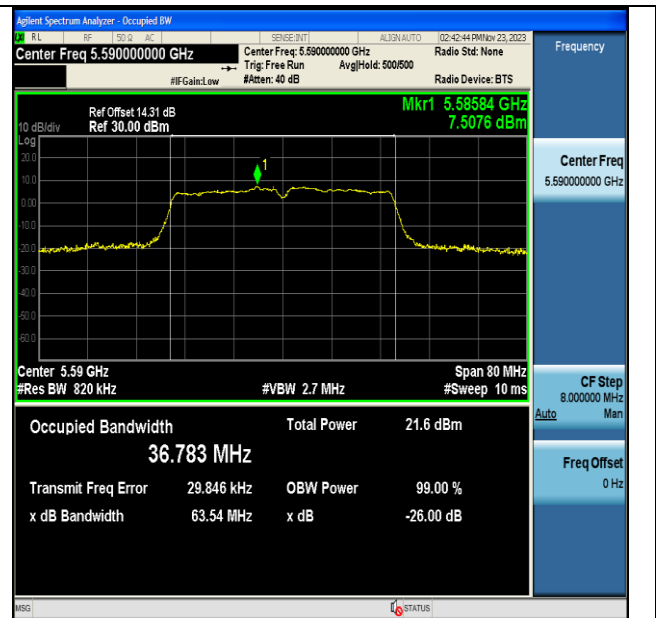 Agilent Spectrum Analyzer - Occupied BW
RL RF 50 Ω AC SENSE:INT ALIGN AUTO 02:42:44 PM Nov 23, 2023
Center Freq 5.590000000 GHz
Center Freq: 5.590000000 GHz
Radio Std: None
Trig: Free Run Avg|Hold: 500/500
#IFGain:Low
#Atten: 40 dB
Radio Device: BTS
Ref Offset 14.31 dB
10 dB/div Ref 30.00 dBm
Mkr1 5.58584 GHz
7.5076 dBm
Log
20.0
10.0
0.00
-10.0
-20.0
-30.0
-40.0
-50.0
-60.0
1
Center 5.59 GHz
Span 80 MHz
#Res BW 820 kHz
#VBW 2.7 MHz
#Sweep 10 ms
Occupied Bandwidth
36.783 MHz
Total Power 21.6 dBm
Transmit Freq Error 29.846 kHz
OBW Power 99.00 %
x dB Bandwidth 63.54 MHz
x dB -26.00 dB
Frequency
Center Freq
5.590000000 GHz
CF Step
8.000000 MHz
Auto Man
Freq Offset
0 Hz
MSG
STATUS